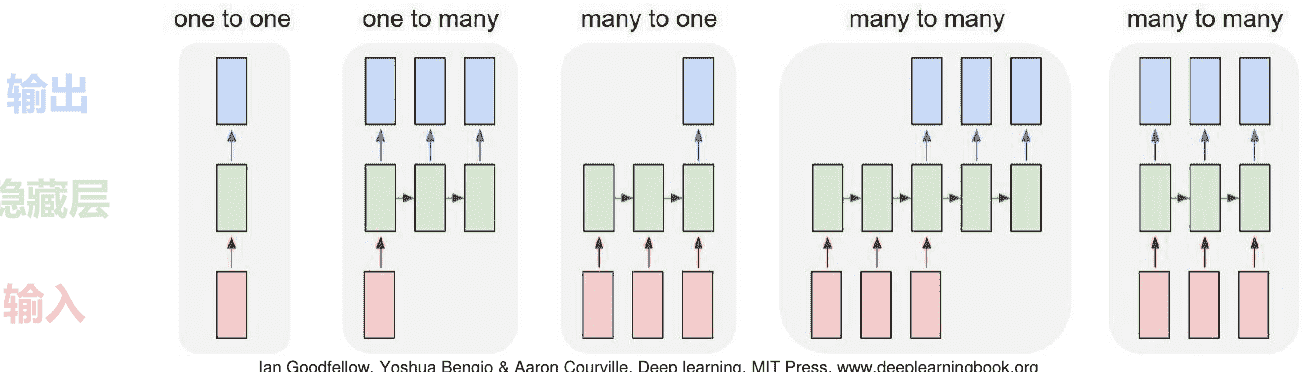 one to one
one to many
many to one
many to many
many to many
输出
隐藏层
输入
Ian Goodfellow, Yoshua Bengio & Aaron Courville, Deep learning, MIT Press, www.deeplearningbook.org